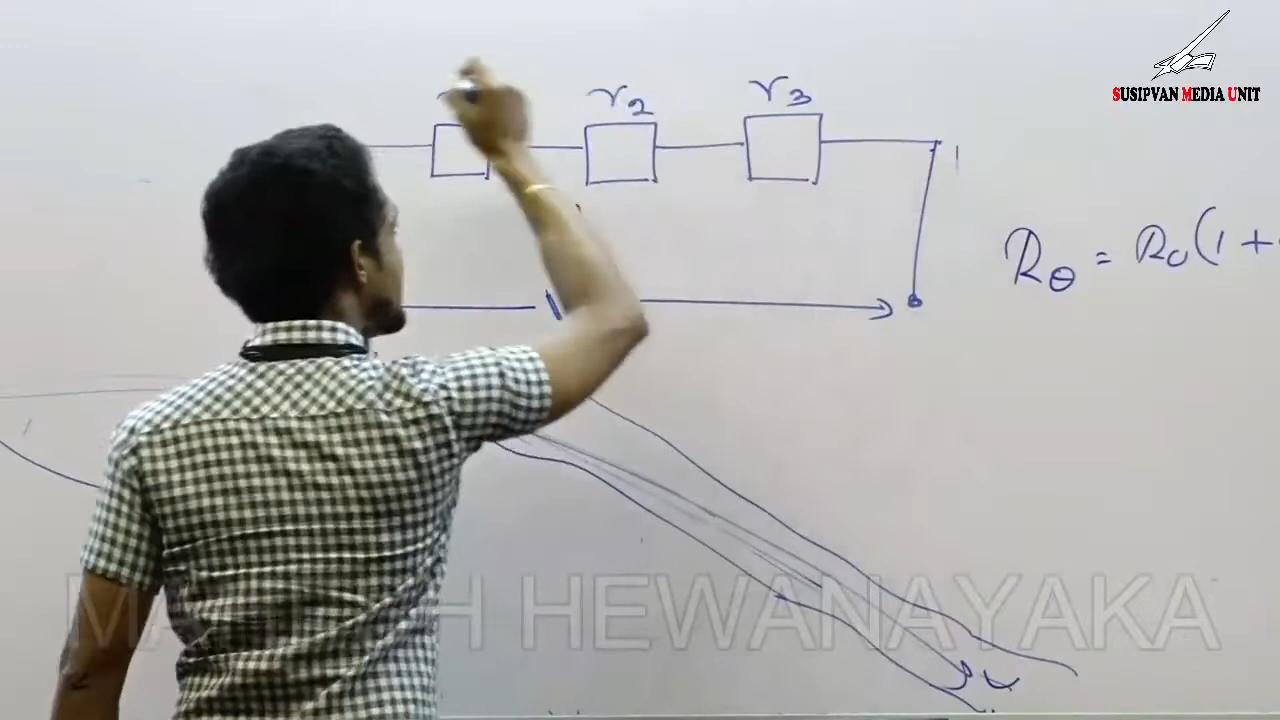 SUSIPVAN MEDIA UNIT
r2 r3
Rθ = R0(1 +
HEWANAYAKA